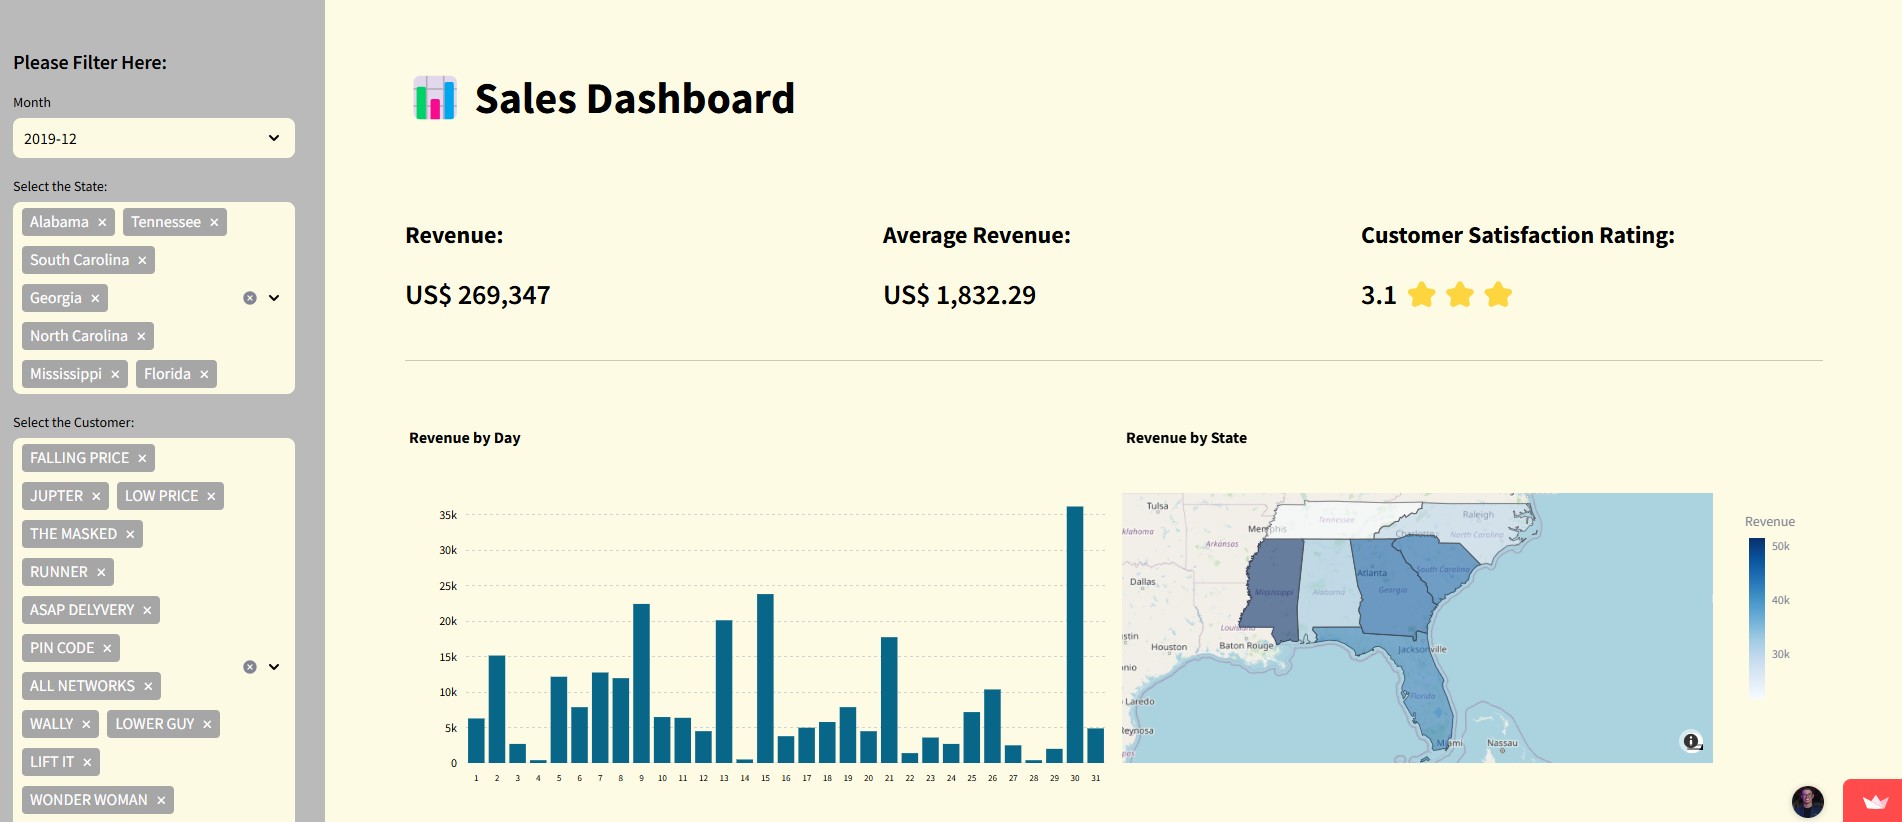 Please Filter Here:
Month
2019-12
Select the State:
Alabama × Tennessee ×
South Carolina ×
Georgia ×
North Carolina ×
Mississippi × Florida ×
Select the Customer:
FALLING PRICE ×
JUPTER × LOW PRICE ×
THE MASKED ×
RUNNER ×
ASAP DELYVERY ×
PIN CODE ×
ALL NETWORKS ×
WALLY × LOWER GUY ×
LIFT IT ×
WONDER WOMAN ×
Sales Dashboard
Revenue:
US$ 269,347
Average Revenue:
US$ 1,832.29
Customer Satisfaction Rating:
3.1
Revenue by Day
35k
30k
25k
20k
15k
10k
5k
0
1 2 3 4 5 6 7 8 9 10 11 12 13 14 15 16 17 18 19 20 21 22 23 24 25 26 27 28 29 30 31
Revenue by State
Tulsa
klahoma
Memphis
Tennessee
Raleigh
Charlotte
North Carolina
Arkansas
Dallas
Atlanta
South Carolina
Mississippi
Alabama
Georgia
Louisiana
stin
Houston
Baton Rouge
Jacksonville
nio
Laredo
Florida
Reynosa
Miami
Nassau
Revenue
50k
40k
30k